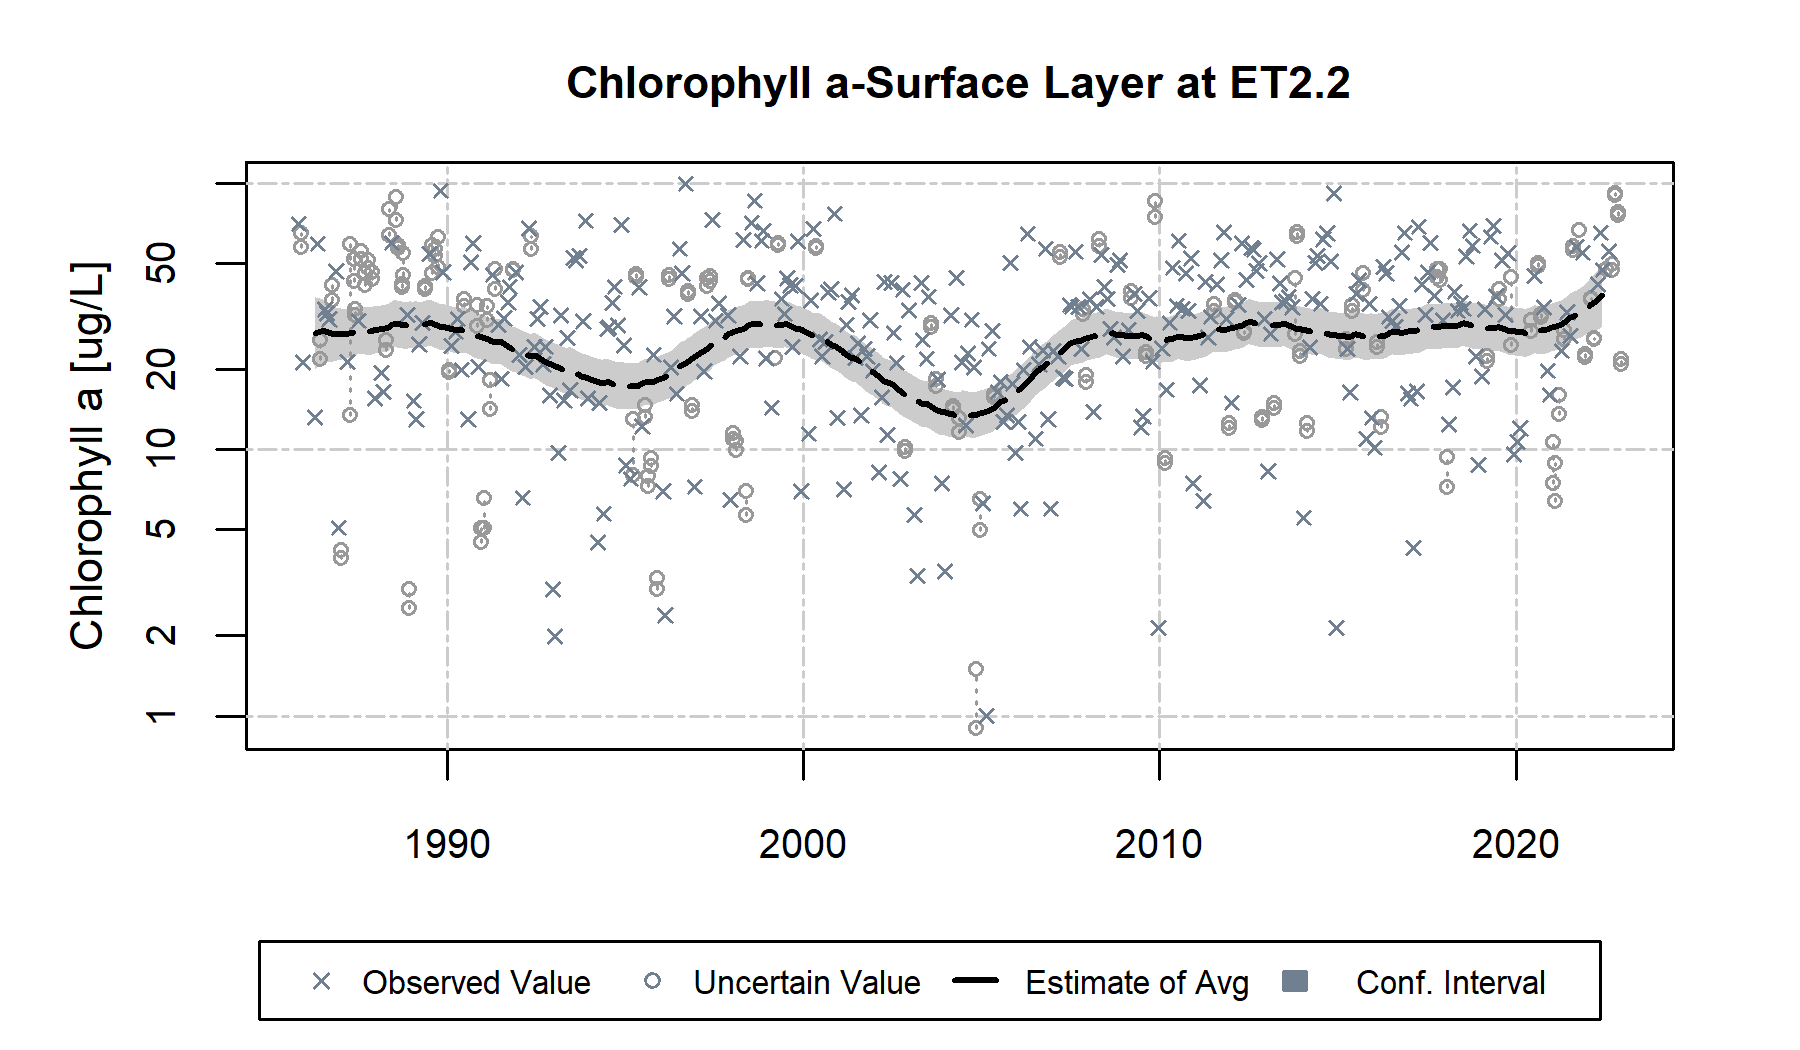 Chlorophyll a-Surface Layer at ET2.2
Chlorophyll a [ug/L]
50
20
10
5
2
1
1990 2000 2010 2020
Observed Value Uncertain Value Estimate of Avg Conf. Interval